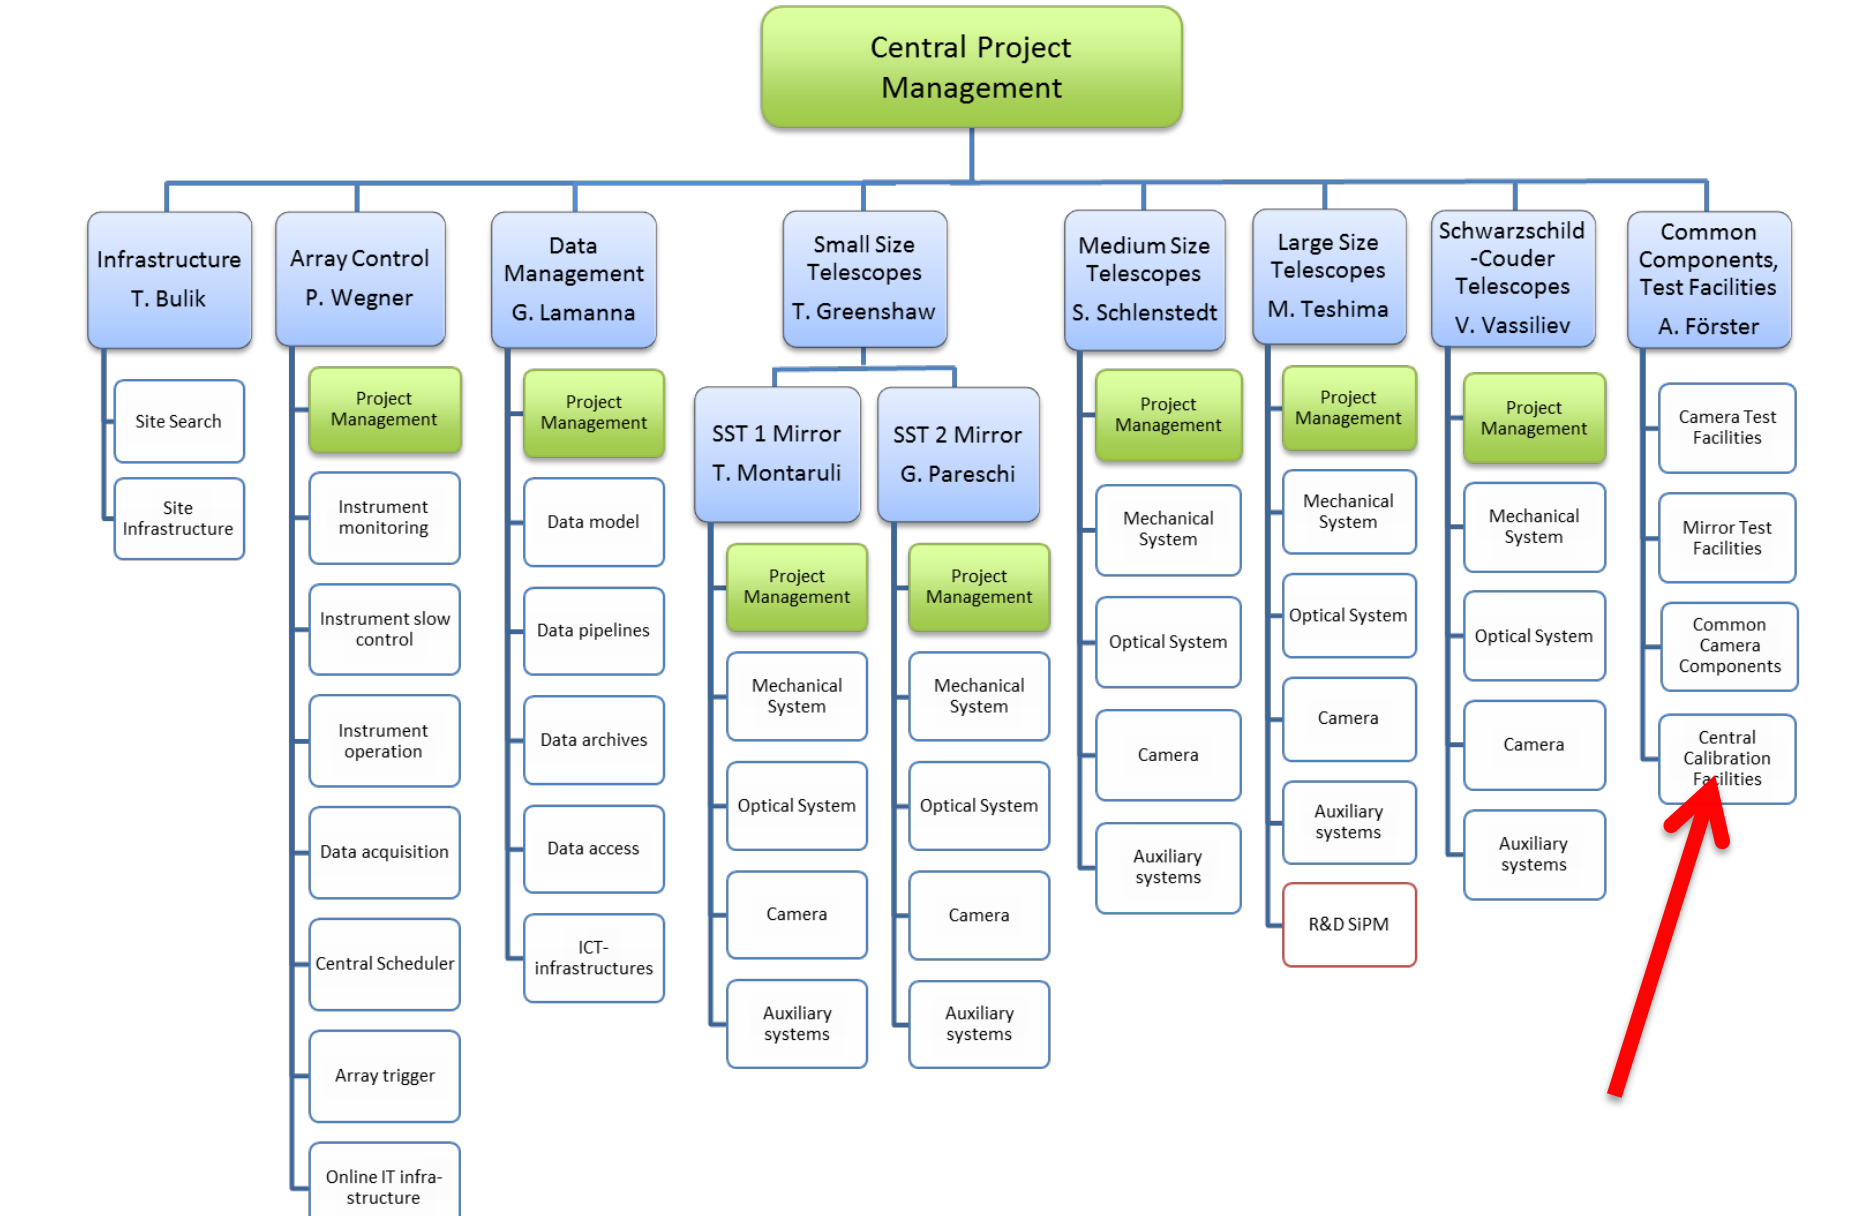 Central Project
Management
Infrastructure
T. Bulik
Site Search
Site
Infrastructure
Array Control
P. Wegner
Project
Management
Instrument
monitoring
Instrument slow
control
Instrument
operation
Data acquisition
Central Scheduler
Array trigger
Online IT infra-
structure
Data
Management
G. Lamanna
Project
Management
Data model
Data pipelines
Data archives
Data access
ICT-
infrastructures
Small Size
Telescopes
T. Greenshaw
SST 1 Mirror
T. Montaruli
Project
Management
Mechanical
System
Optical System
Camera
Auxiliary
systems
SST 2 Mirror
G. Pareschi
Project
Management
Mechanical
System
Optical System
Camera
Auxiliary
systems
Medium Size
Telescopes
S. Schlenstedt
Project
Management
Mechanical
System
Optical System
Camera
Auxiliary
systems
Large Size
Telescopes
M. Teshima
Project
Management
Mechanical
System
Optical System
Camera
Auxiliary
systems
R&D SiPM
Schwarzschild
-Couder
Telescopes
V. Vassiliev
Project
Management
Mechanical
System
Optical System
Camera
Auxiliary
systems
Common
Components,
Test Facilities
A. Förster
Camera Test
Facilities
Mirror Test
Facilities
Common
Camera
Components
Central
Calibration
Facilities